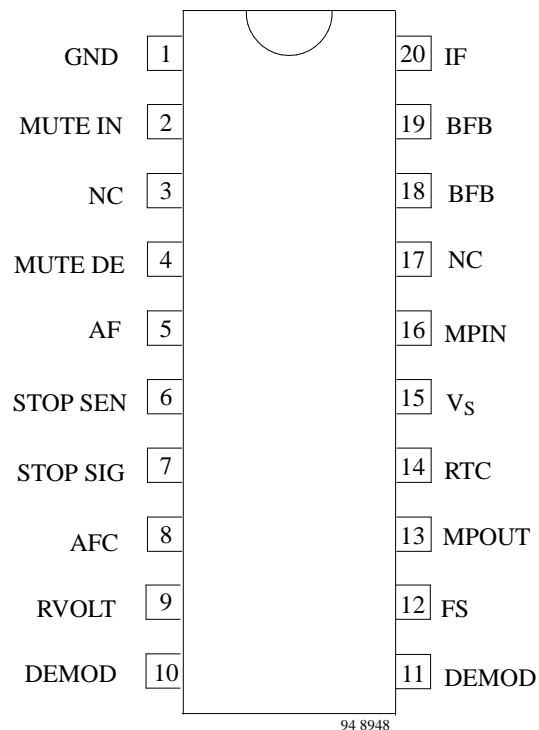 GND 1 20 IF
MUTE IN 2 19 BFB
NC 3 18 BFB
MUTE DE 4 17 NC
AF 5 16 MPIN
STOP SEN 6 15 VS
STOP SIG 7 14 RTC
AFC 8 13 MPOUT
RVOLT 9 12 FS
DEMOD 10 11 DEMOD
94 8948